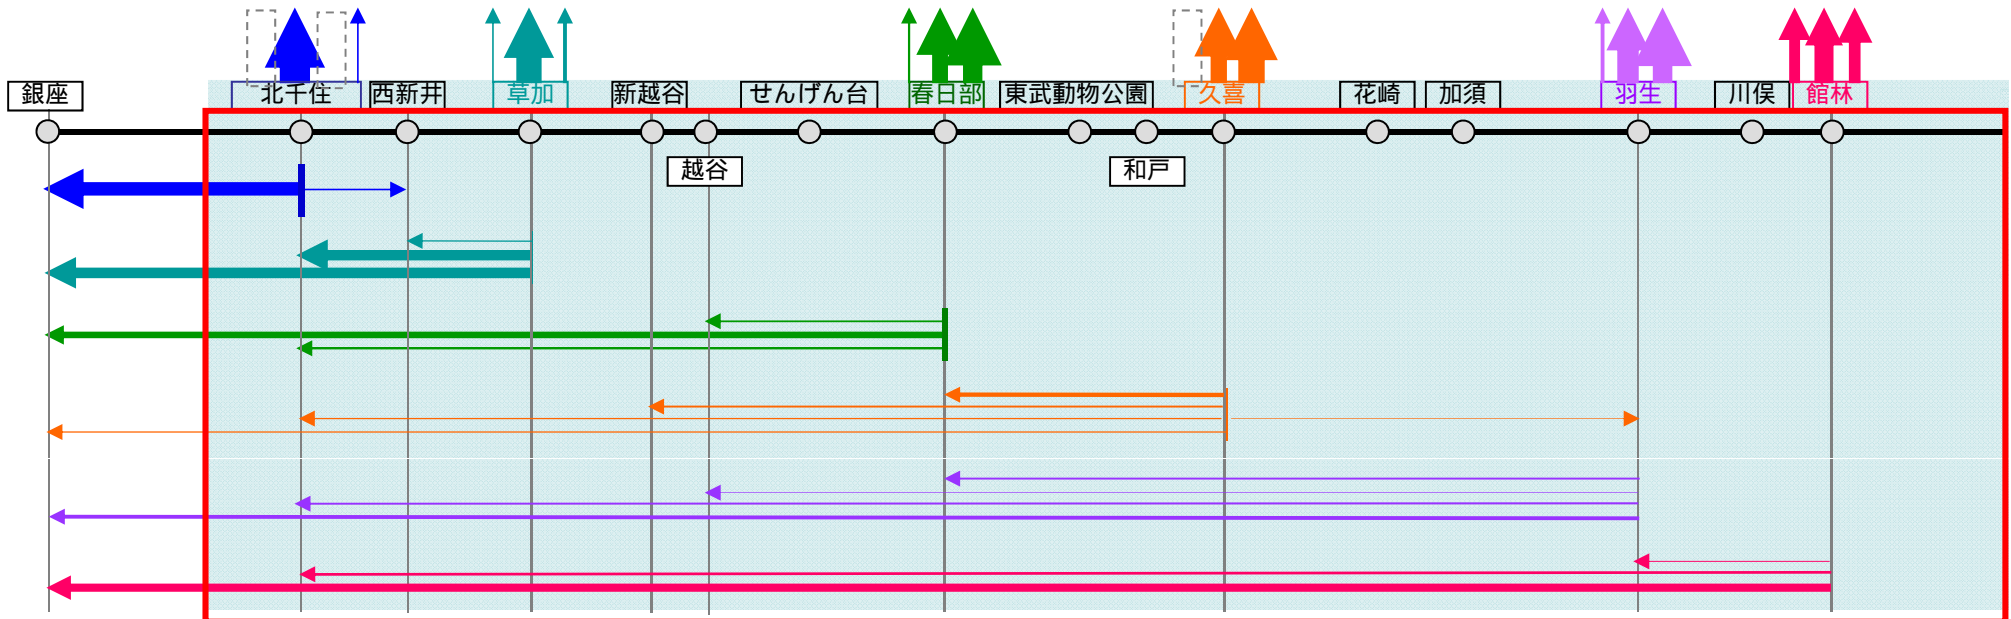 銀座
北千住
西新井
草加
新越谷
せんげん台
春日部
東武動物公園
久喜
花崎
加須
羽生
川俣
館林
越谷
和戸